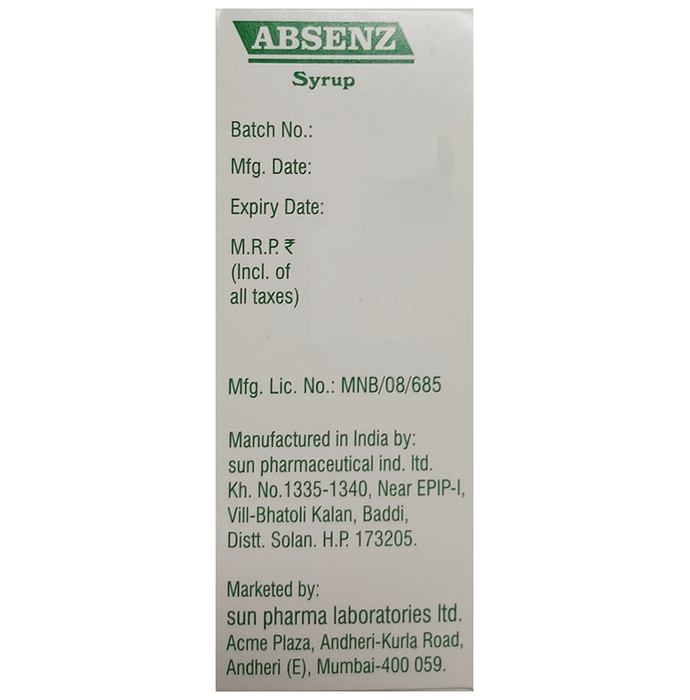 ABSENZ
Syrup
Batch No.:
Mfg. Date:
Expiry Date:
M.R.P. ₹
(Incl. of
all taxes)
Mfg. Lic. No.: MNB/08/685
Manufactured in India by:
sun pharmaceutical ind. ltd.
Kh. No.1335-1340, Near EPIP-I,
Vill-Bhatoli Kalan, Baddi,
Distt. Solan. H.P. 173205.
Marketed by:
sun pharma laboratories ltd.
Acme Plaza, Andheri-Kurla Road,
Andheri (E), Mumbai-400 059.